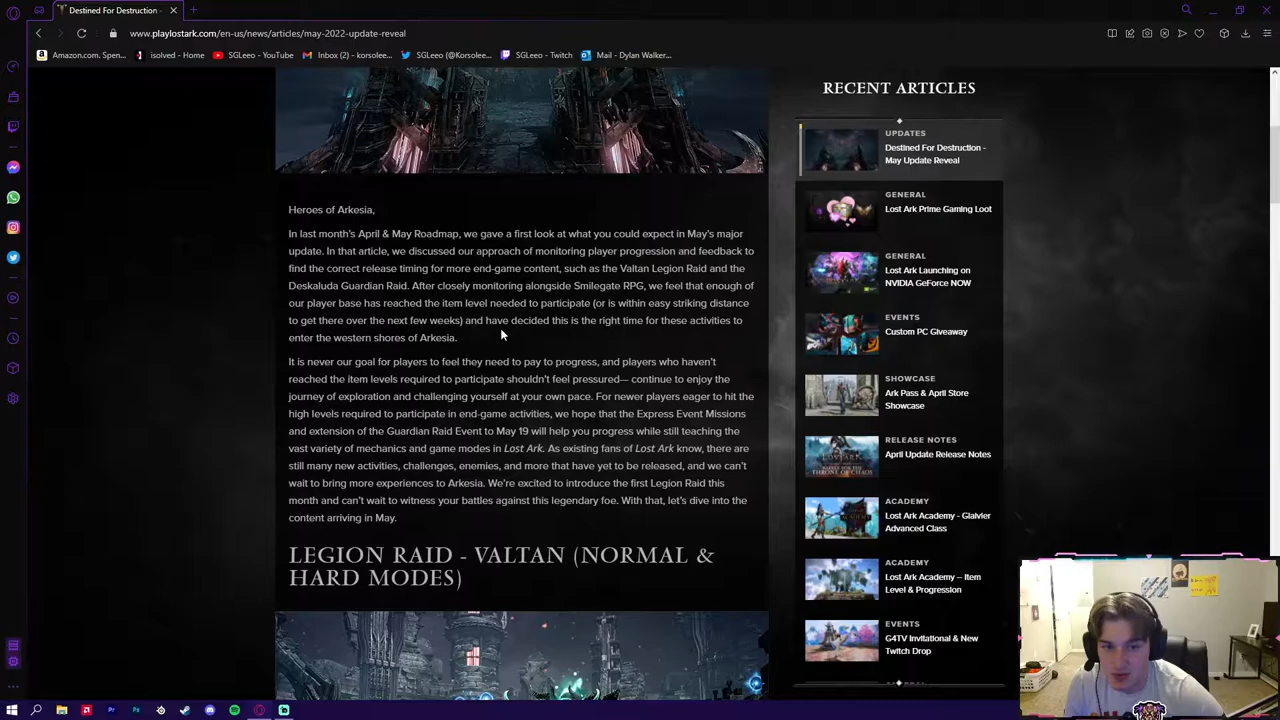 Destined For Destruction -
www.playlostark.com/en-us/news/articles/may-2022-update-reveal
Amazon.com. Spen...
isolved - Home
SGLeeo - YouTube
Inbox (2) - korsolee...
SGLeeo (@Korsolee...
SGLeeo - Twitch
Mail - Dylan Walker...
Heroes of Arkesia,
In last month's April & May Roadmap, we gave a first look at what you could expect in May's major
update. In that article, we discussed our approach of monitoring player progression and feedback to
find the correct release timing for more end-game content, such as the Valtan Legion Raid and the
Deskaluda Guardian Raid. After closely monitoring alongside Smilegate RPG, we feel that enough of
our player base has reached the item level needed to participate (or is within easy striking distance
to get there over the next few weeks) and have decided this is the right time for these activities to
enter the western shores of Arkesia.
It is never our goal for players to feel they need to pay to progress, and players who haven't
reached the item levels required to participate shouldn't feel pressured— continue to enjoy the
journey of exploration and challenging yourself at your own pace. For newer players eager to hit the
high levels required to participate in end-game activities, we hope that the Express Event Missions
and extension of the Guardian Raid Event to May 19 will help you progress while still teaching the
vast variety of mechanics and game modes in Lost Ark. As existing fans of Lost Ark know, there are
still many new activities, challenges, enemies, and more that have yet to be released, and we can't
wait to bring more experiences to Arkesia. We're excited to introduce the first Legion Raid this
month and can't wait to witness your battles against this legendary foe. With that, let's dive into the
content arriving in May.
LEGION RAID - VALTAN (NORMAL &
HARD MODES)
RECENT ARTICLES
UPDATES
Destined For Destruction -
May Update Reveal
GENERAL
Lost Ark Prime Gaming Loot
GENERAL
Lost Ark Launching on
NVIDIA GeForce NOW
EVENTS
Custom PC Giveaway
SHOWCASE
Ark Pass & April Store
Showcase
RELEASE NOTES
April Update Release Notes
ACADEMY
Lost Ark Academy - Glaivier
Advanced Class
ACADEMY
Lost Ark Academy – Item
Level & Progression
EVENTS
G4TV Invitational & New
Twitch Drop